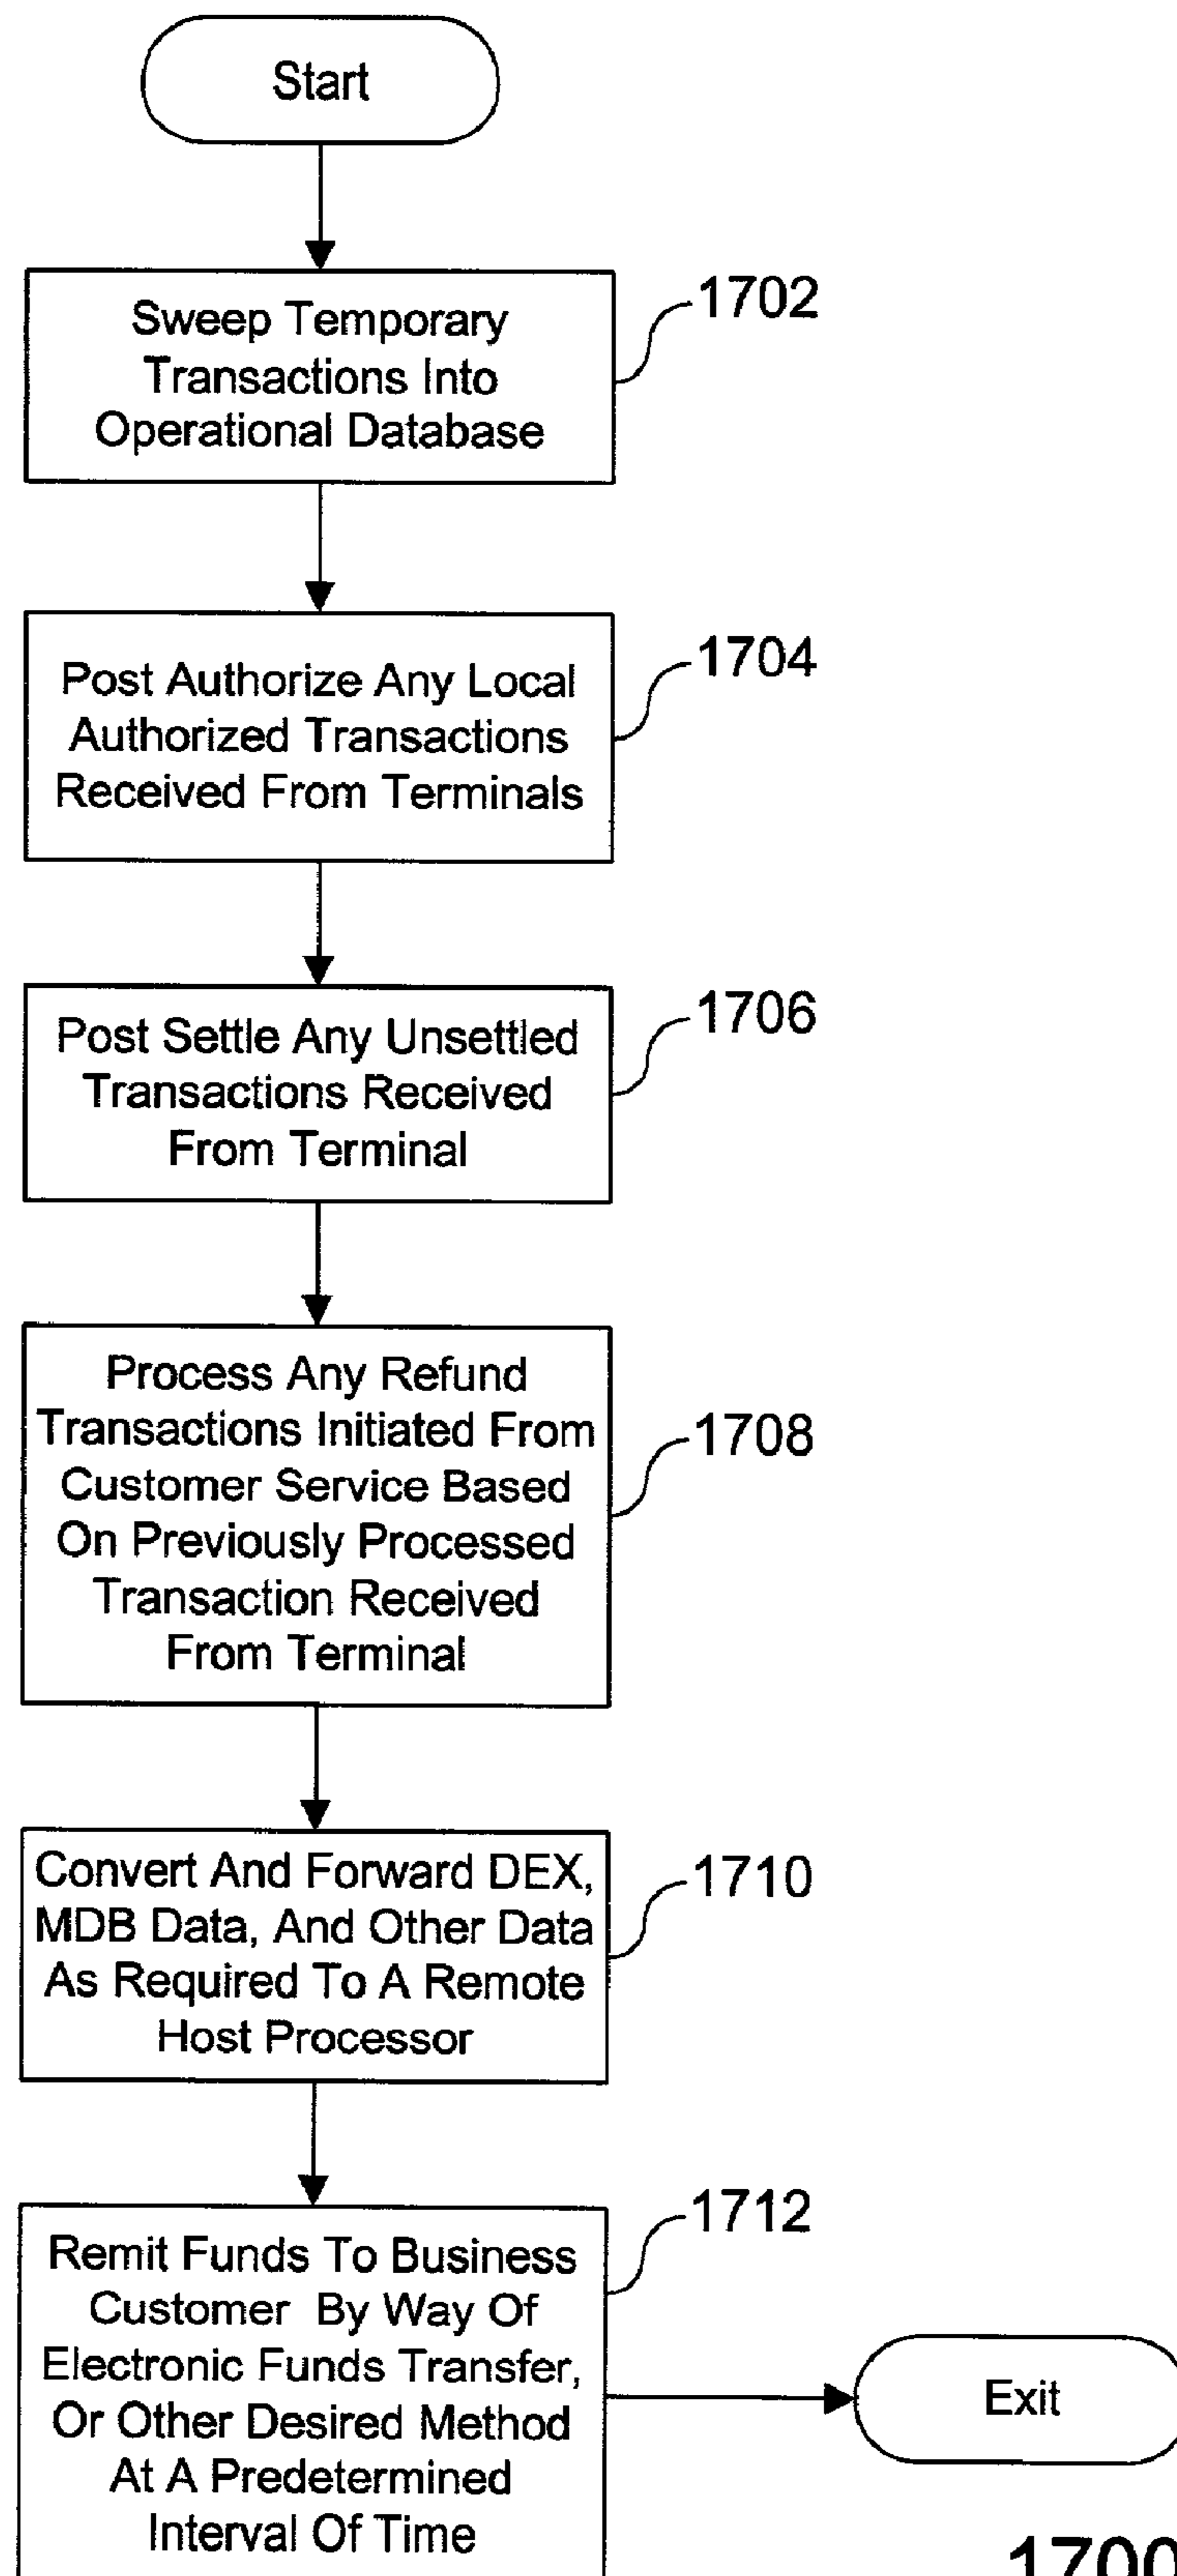 Start
Sweep Temporary
Transactions Into
Operational Database
1702
Post Authorize Any Local
Authorized Transactions
Received From Terminals
1704
Post Settle Any Unsettled
Transactions Received
From Terminal
1706
Process Any Refund
Transactions Initiated From
Customer Service Based
On Previously Processed
Transaction Received
From Terminal
1708
Convert And Forward DEX,
MDB Data, And Other Data
As Required To A Remote
Host Processor
1710
Remit Funds To Business
Customer By Way Of
Electronic Funds Transfer,
Or Other Desired Method
At A Predetermined
Interval Of Time
1712
Exit
1700